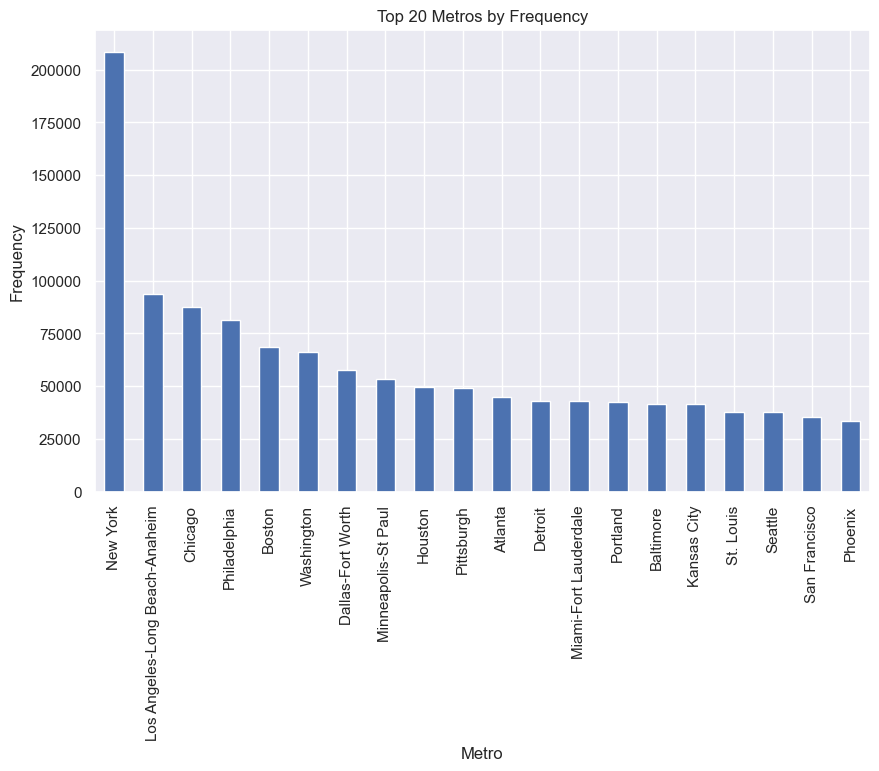 Top 20 Metros by Frequency
Frequency
200000
175000
150000
125000
100000
75000
50000
25000
0
New York
Los Angeles-Long Beach-Anaheim
Chicago
Philadelphia
Boston
Washington
Dallas-Fort Worth
Minneapolis-St Paul
Houston
Pittsburgh
Atlanta
Detroit
Miami-Fort Lauderdale
Portland
Baltimore
Kansas City
St. Louis
Seattle
San Francisco
Phoenix
Metro